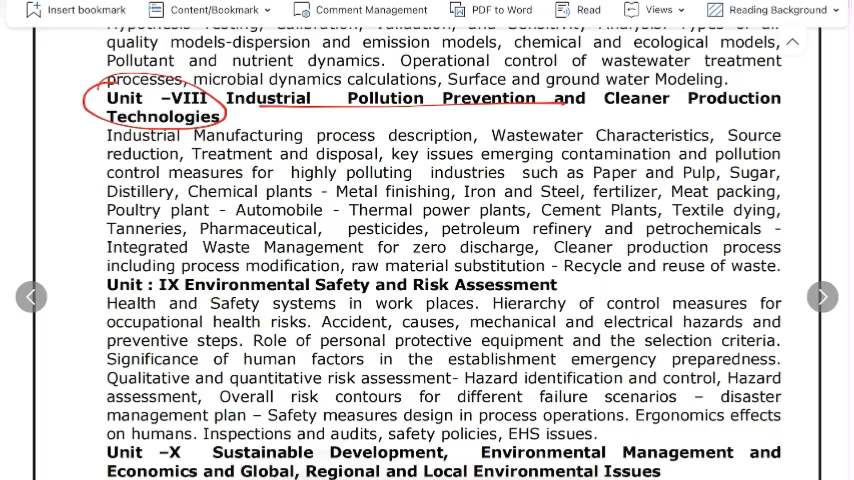 Insert bookmark Content/Bookmark Comment Management PDF to Word Read Views Reading Background
Hypothesis Testing, Calibration, Validation, and Sensitivity Analysis. Types of air
quality models-dispersion and emission models, chemical and ecological models,
Pollutant and nutrient dynamics. Operational control of wastewater treatment
processes, microbial dynamics calculations, Surface and ground water Modeling.
Unit –VIII Industrial Pollution Prevention and Cleaner Production
Technologies
Industrial Manufacturing process description, Wastewater Characteristics, Source
reduction, Treatment and disposal, key issues emerging contamination and pollution
control measures for highly polluting industries such as Paper and Pulp, Sugar,
Distillery, Chemical plants - Metal finishing, Iron and Steel, fertilizer, Meat packing,
Poultry plant - Automobile - Thermal power plants, Cement Plants, Textile dying,
Tanneries, Pharmaceutical, pesticides, petroleum refinery and petrochemicals -
Integrated Waste Management for zero discharge, Cleaner production process
including process modification, raw material substitution - Recycle and reuse of waste.
Unit : IX Environmental Safety and Risk Assessment
Health and Safety systems in work places. Hierarchy of control measures for
occupational health risks. Accident, causes, mechanical and electrical hazards and
preventive steps. Role of personal protective equipment and the selection criteria.
Significance of human factors in the establishment emergency preparedness.
Qualitative and quantitative risk assessment- Hazard identification and control, Hazard
assessment, Overall risk contours for different failure scenarios – disaster
management plan – Safety measures design in process operations. Ergonomics effects
on humans. Inspections and audits, safety policies, EHS issues.
Unit –X Sustainable Development, Environmental Management and
Economics and Global, Regional and Local Environmental Issues